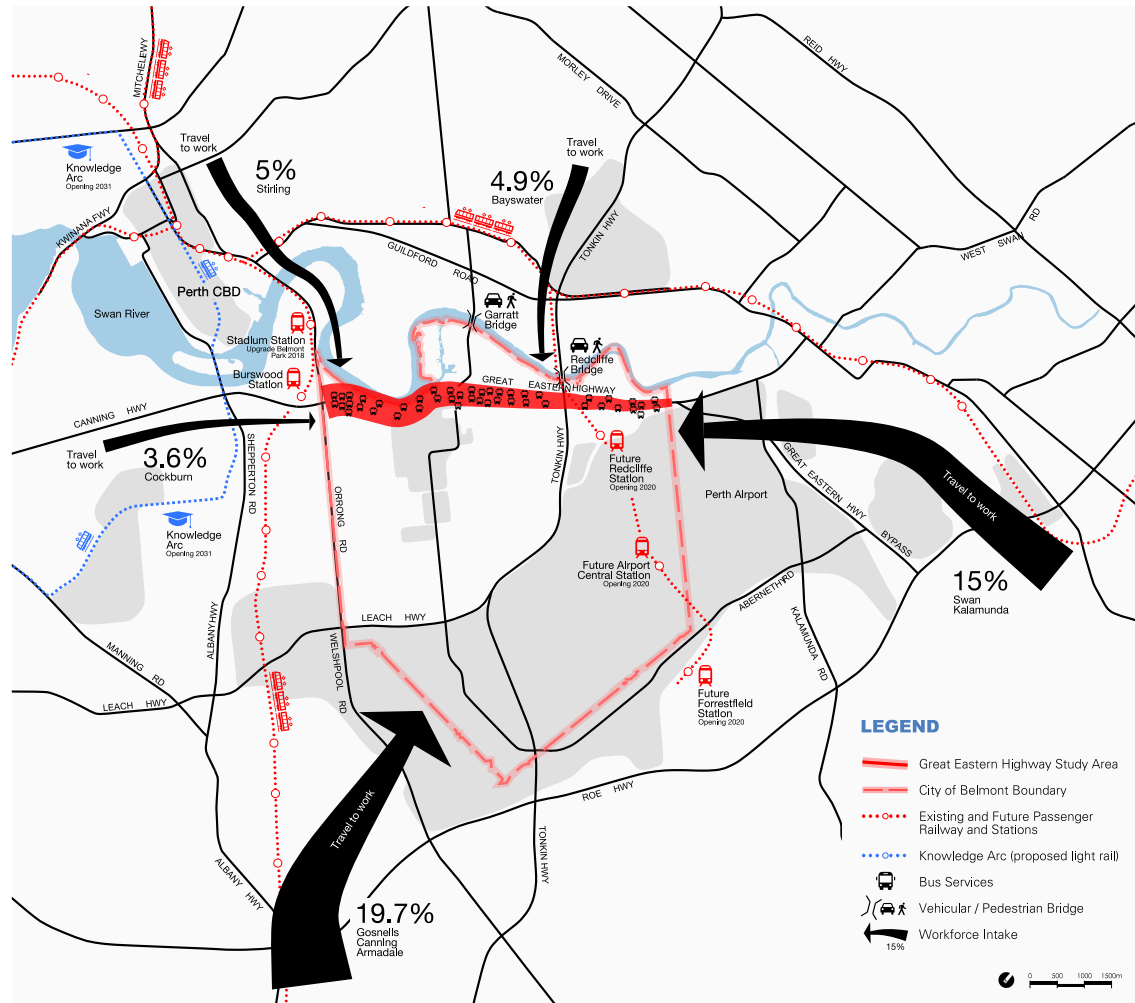 REID HWY
MITCHELEWY
MORLEY DRIVE
Travel
to work
5%
Stirling
Travel
to work
4.9%
Bayswater
Knowledge
Arc
Opening 2031
KWINANA FWY
TONKIN HWY
WEST SWAN RD
GUILDFORD ROAD
Perth CBD
Swan River
Garratt
Bridge
Stadium Station
Upgrade Belmont
Park 2018
Redcliffe
Bridge
Burswood
Station
GREAT EASTERN HIGHWAY
CANNING HWY
Travel
to work
3.6%
Cockburn
SHEPPERTON RD
TONKIN HWY
Future
Redcliffe
Station
Opening 2020
GREAT EASTERN HWY BYPASS
Perth Airport
Travel to work
ORRONG RD
Knowledge
Arc
Opening 2031
Future Airport
Central Station
Opening 2020
15%
Swan
Kalamunda
ABERNETHY RD
KALAMUNDA RD
LEACH HWY
ALBANY HWY
MANNING RD
WELSHPOOL RD
LEACH HWY
Future
Forrestfield
Station
Opening 2020
ROE HWY
Travel to work
TONKIN HWY
ALBANY HWY
19.7%
Gosnells
Canning
Armadale
LEGEND
Great Eastern Highway Study Area
City of Belmont Boundary
Existing and Future Passenger
Railway and Stations
Knowledge Arc (proposed light rail)
Bus Services
Vehicular / Pedestrian Bridge
Workforce Intake
15%
0 500 1000 1500m